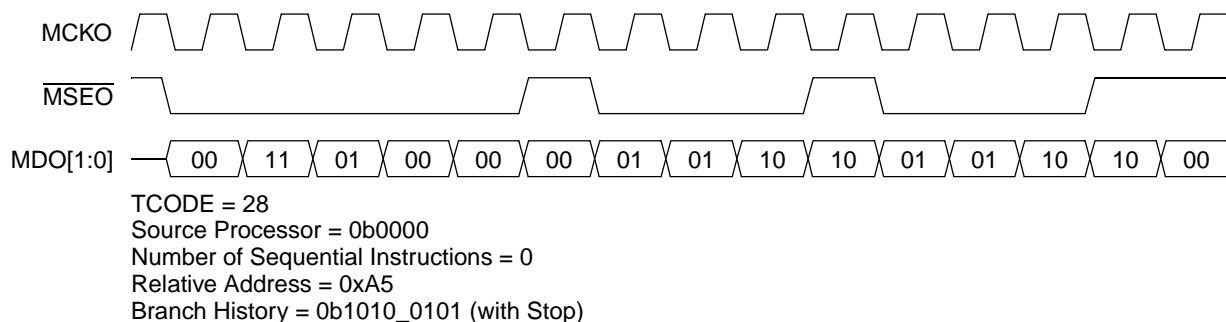 MCKO
MSEO
MDO[1:0] 00 11 01 00 00 00 01 01 10 10 01 01 10 10 00
TCODE = 28
Source Processor = 0b0000
Number of Sequential Instructions = 0
Relative Address = 0xA5
Branch History = 0b1010_0101 (with Stop)